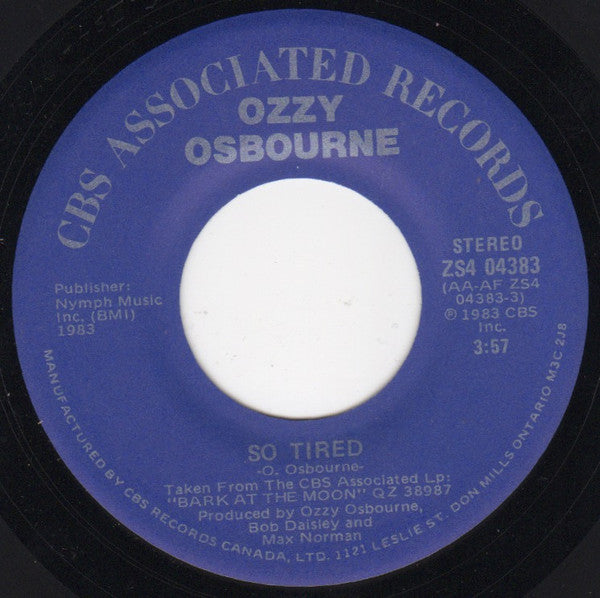 CBS ASSOCIATED RECORDS
OZZY
OSBOURNE
STEREO
ZS4 04383
(AA-AF ZS4
04383-3)
℗ 1983 CBS
Inc.
3:57
Publisher:
Nymph Music
Inc. (BMI)
1983
SO TIRED
-O. Osbourne-
Taken From The CBS Associated Lp:
"BARK AT THE MOON" QZ 38987
Produced by Ozzy Osbourne,
Bob Daisley and
Max Norman
MANUFACTURED BY CBS RECORDS CANADA, LTD. 1121 LESLIE ST. DON MILLS ONTARIO M3C 2J8